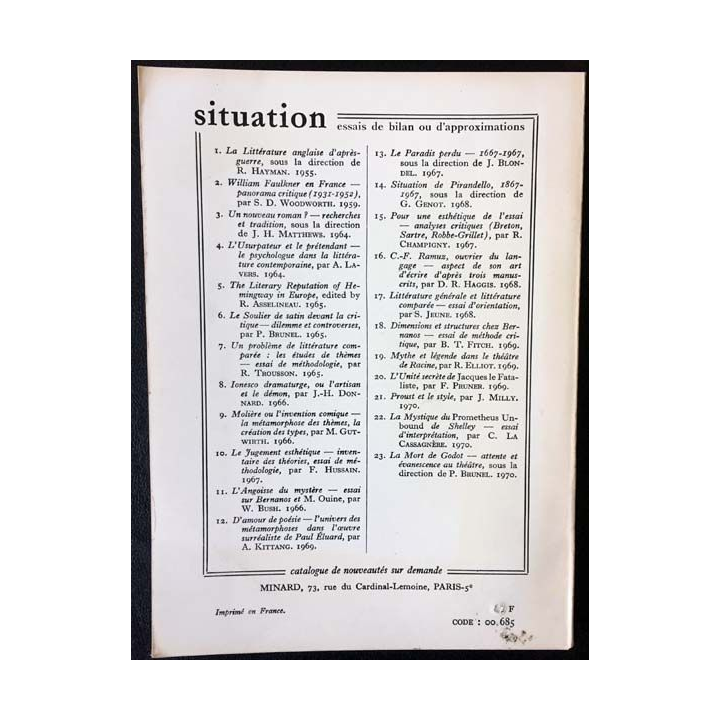 situation
essais de bilan ou d'approximations
1. La Littérature anglaise d'après-
guerre, sous la direction de
R. HAYMAN. 1955.
2. William Faulkner en France —
panorama critique (1931-1952),
par S. D. WOODWORTH. 1959.
3. Un nouveau roman ? — recherches
et tradition, sous la direction
de J. H. MATTHEWS. 1964.
4. L'Usurpateur et le prétendant —
le psychologue dans la littéra-
ture contemporaine, par A. LA-
VERS. 1964.
5. The Literary Reputation of He-
mingway in Europe, edited by
R. ASSELINEAU. 1965.
6. Le Soulier de satin devant la cri-
tique — dilemme et controverses,
par P. BRUNEL. 1965.
7. Un problème de littérature com-
parée : les études de thèmes
— essai de méthodologie, par
R. TROUSSON. 1965.
8. Ionesco dramaturge, ou l'artisan
et le démon, par J.-H. DON-
NARD. 1966.
9. Molière ou l'invention comique —
la métamorphose des thèmes, la
création des types, par M. GUT-
WIRTH. 1966.
10. Le Jugement esthétique — inven-
taire des théories, essai de mé-
thodologie, par F. HUSSAIN.
1967.
11. L'Angoisse du mystère — essai
sur Bernanos et M. Ouine, par
W. BUSH. 1966.
12. D'amour de poésie — l'univers des
métamorphoses dans l'œuvre
surréaliste de Paul Éluard, par
A. KITTANG. 1969.
13. Le Paradis perdu — 1667-1967,
sous la direction de J. BLON-
DEL. 1967.
14. Situation de Pirandello, 1867-
1967, sous la direction de
G. GENOT. 1968.
15. Pour une esthétique de l'essai
— analyses critiques (Breton,
Sartre, Robbe-Grillet), par R.
CHAMPIGNY. 1967.
16. C.-F. Ramuz, ouvrier du lan-
gage — aspect de son art
d'écrire d'après trois manus-
crits, par D. R. HAGGIS. 1968.
17. Littérature générale et littérature
comparée — essai d'orientation,
par S. JEUNE. 1968.
18. Dimensions et structures chez Ber-
nanos — essai de méthode cri-
tique, par B. T. FITCH. 1969.
19. Mythe et légende dans le théâtre
de Racine, par R. ELLIOT. 1969.
20. L'Unité secrète de Jacques le Fata-
liste, par F. PRUNER. 1969.
21. Proust et le style, par J. MILLY.
1970.
22. La Mystique du Prometheus Un-
bound de Shelley — essai
d'interprétation, par C. LA
CASSAGNÈRE. 1970.
23. La Mort de Godot — attente et
évanescence au théâtre, sous la
direction de P. BRUNEL. 1970.
catalogue de nouveautés sur demande
MINARD, 73, rue du Cardinal-Lemoine, PARIS-5e
Imprimé en France.
F
CODE : 00.685